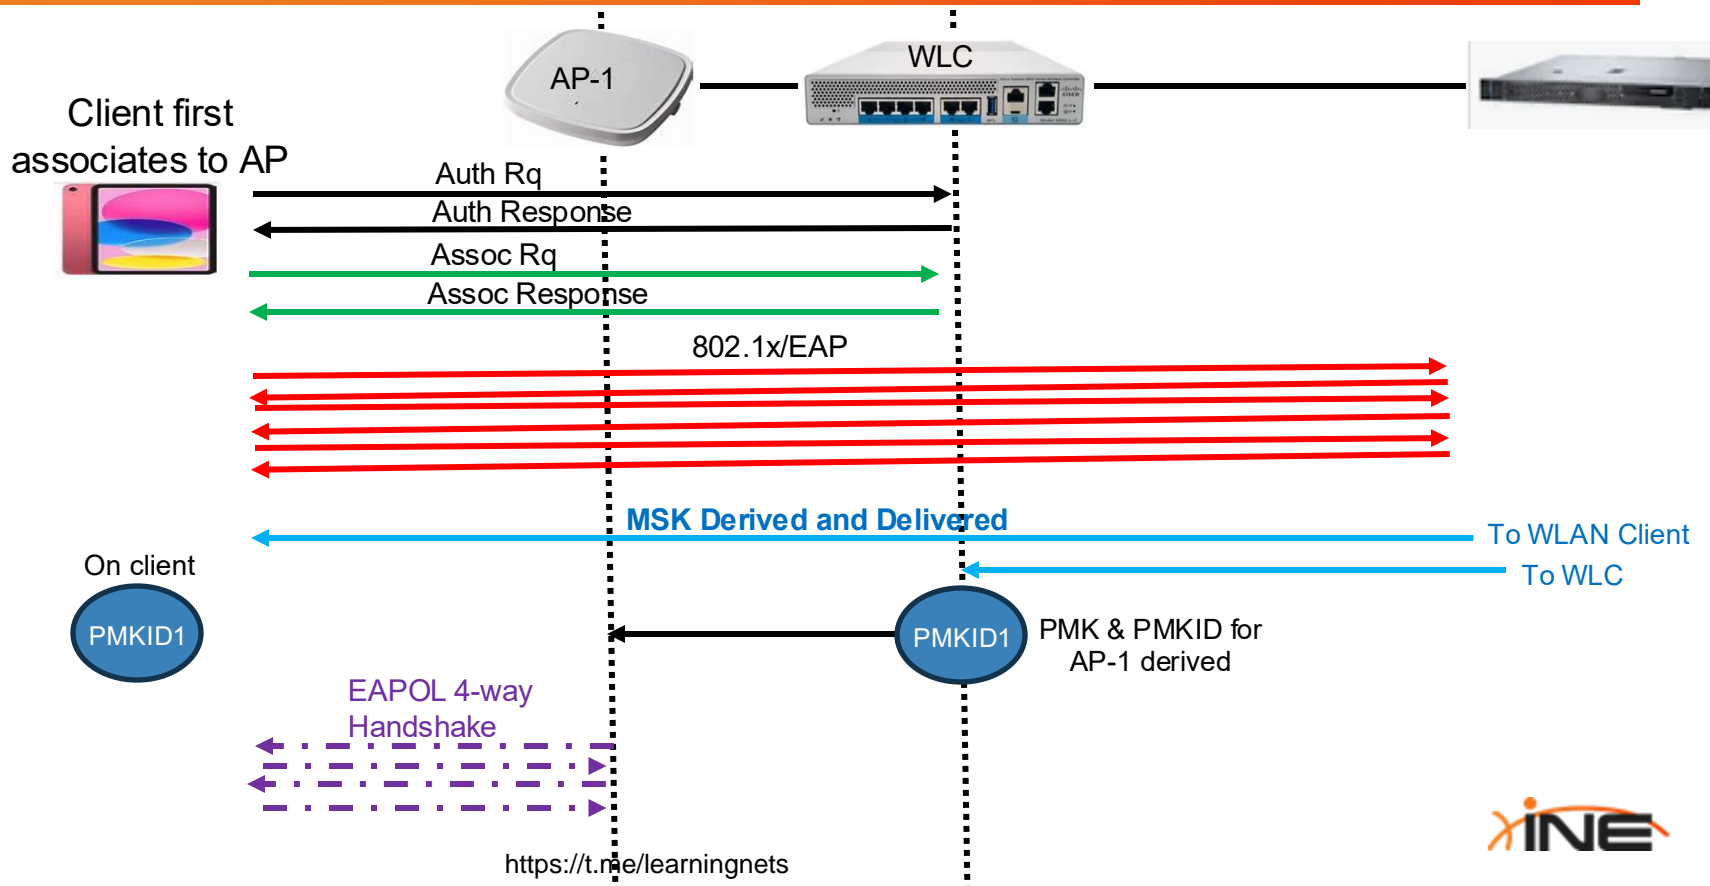 WLC
AP-1
Client first
associates to AP
Auth Rq
Auth Response
Assoc Rq
Assoc Response
802.1x/EAP
MSK Derived and Delivered
To WLAN Client
To WLC
On client
PMKID1
PMKID1
PMK & PMKID for
AP-1 derived
EAPOL 4-way
Handshake
https://t.me/learningnets
INE